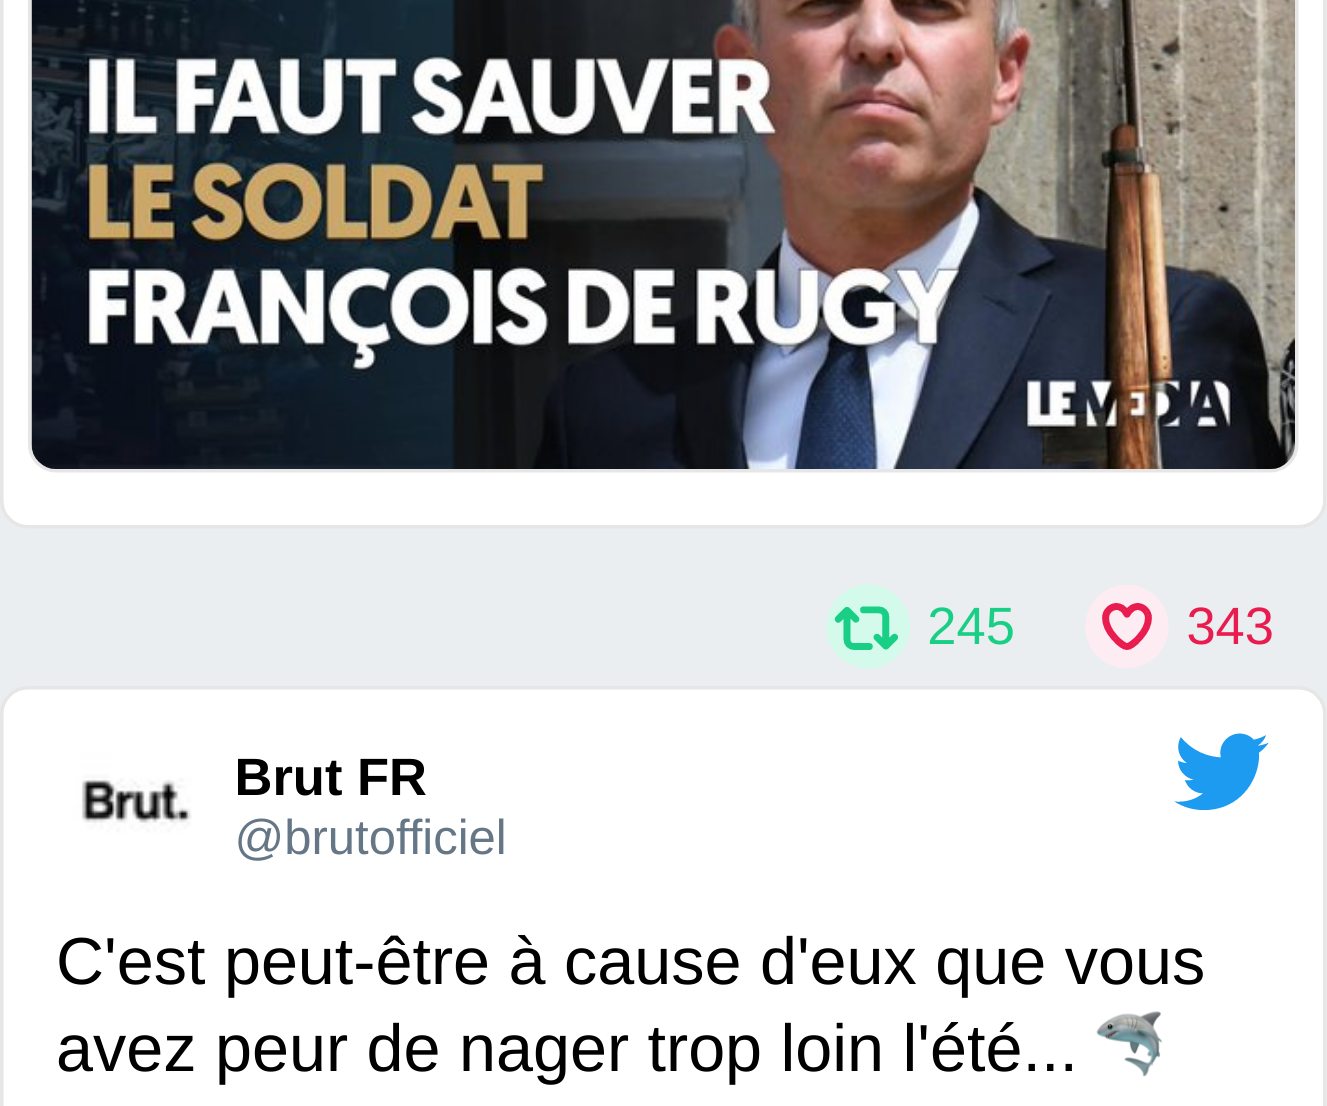 IL FAUT SAUVER
LE SOLDAT
FRANÇOIS DE RUGY
LE MEDIA
245 343
Brut.
Brut FR
@brutofficiel
C'est peut-être à cause d'eux que vous
avez peur de nager trop loin l'été... 🦈